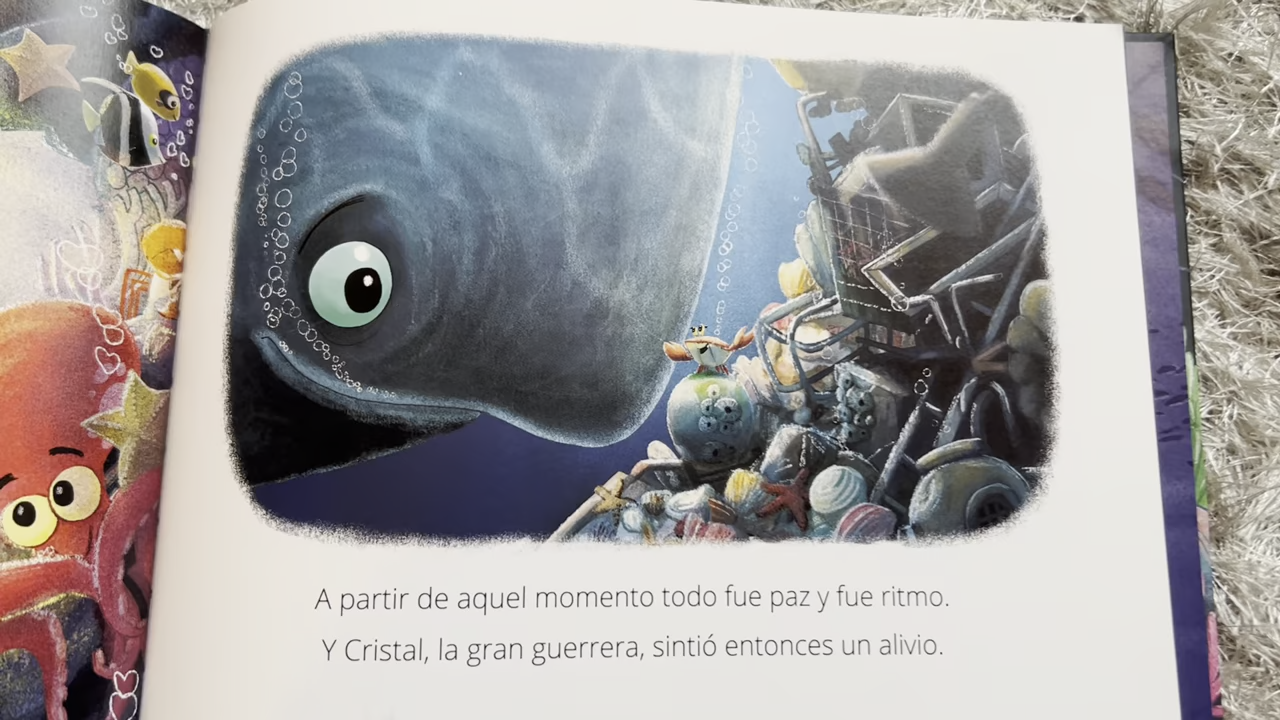 A partir de aquel momento todo fue paz y fue ritmo.
Y Cristal, la gran guerrera, sintió entonces un alivio.